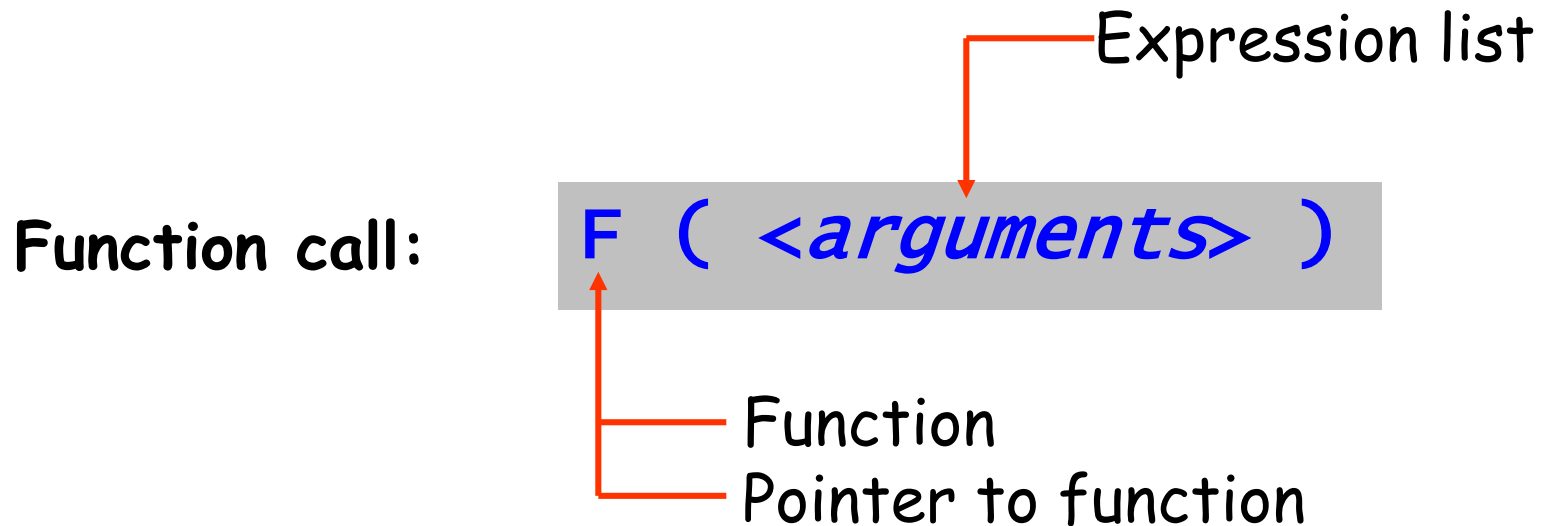 Expression list
Function call:
F ( <arguments> )
Function
Pointer to function